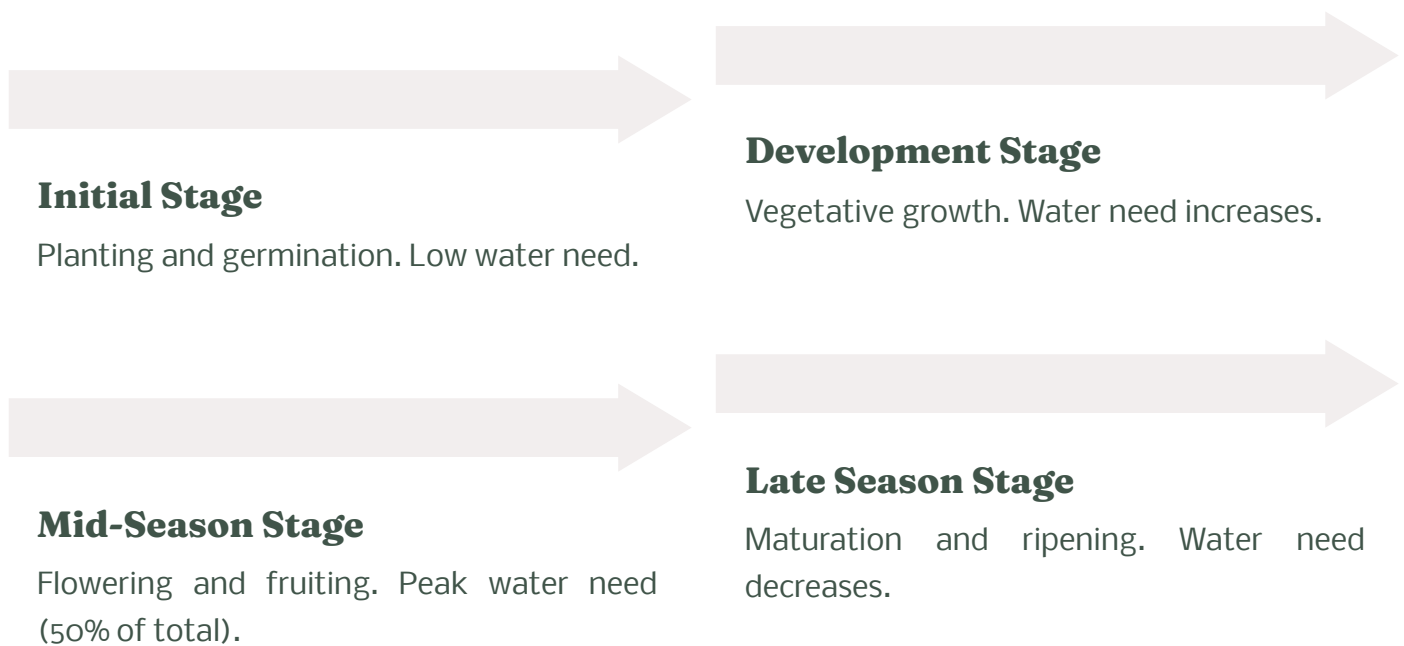 Initial Stage
Planting and germination. Low water need.
Development Stage
Vegetative growth. Water need increases.
Mid-Season Stage
Flowering and fruiting. Peak water need
(50% of total).
Late Season Stage
Maturation and ripening. Water need
decreases.